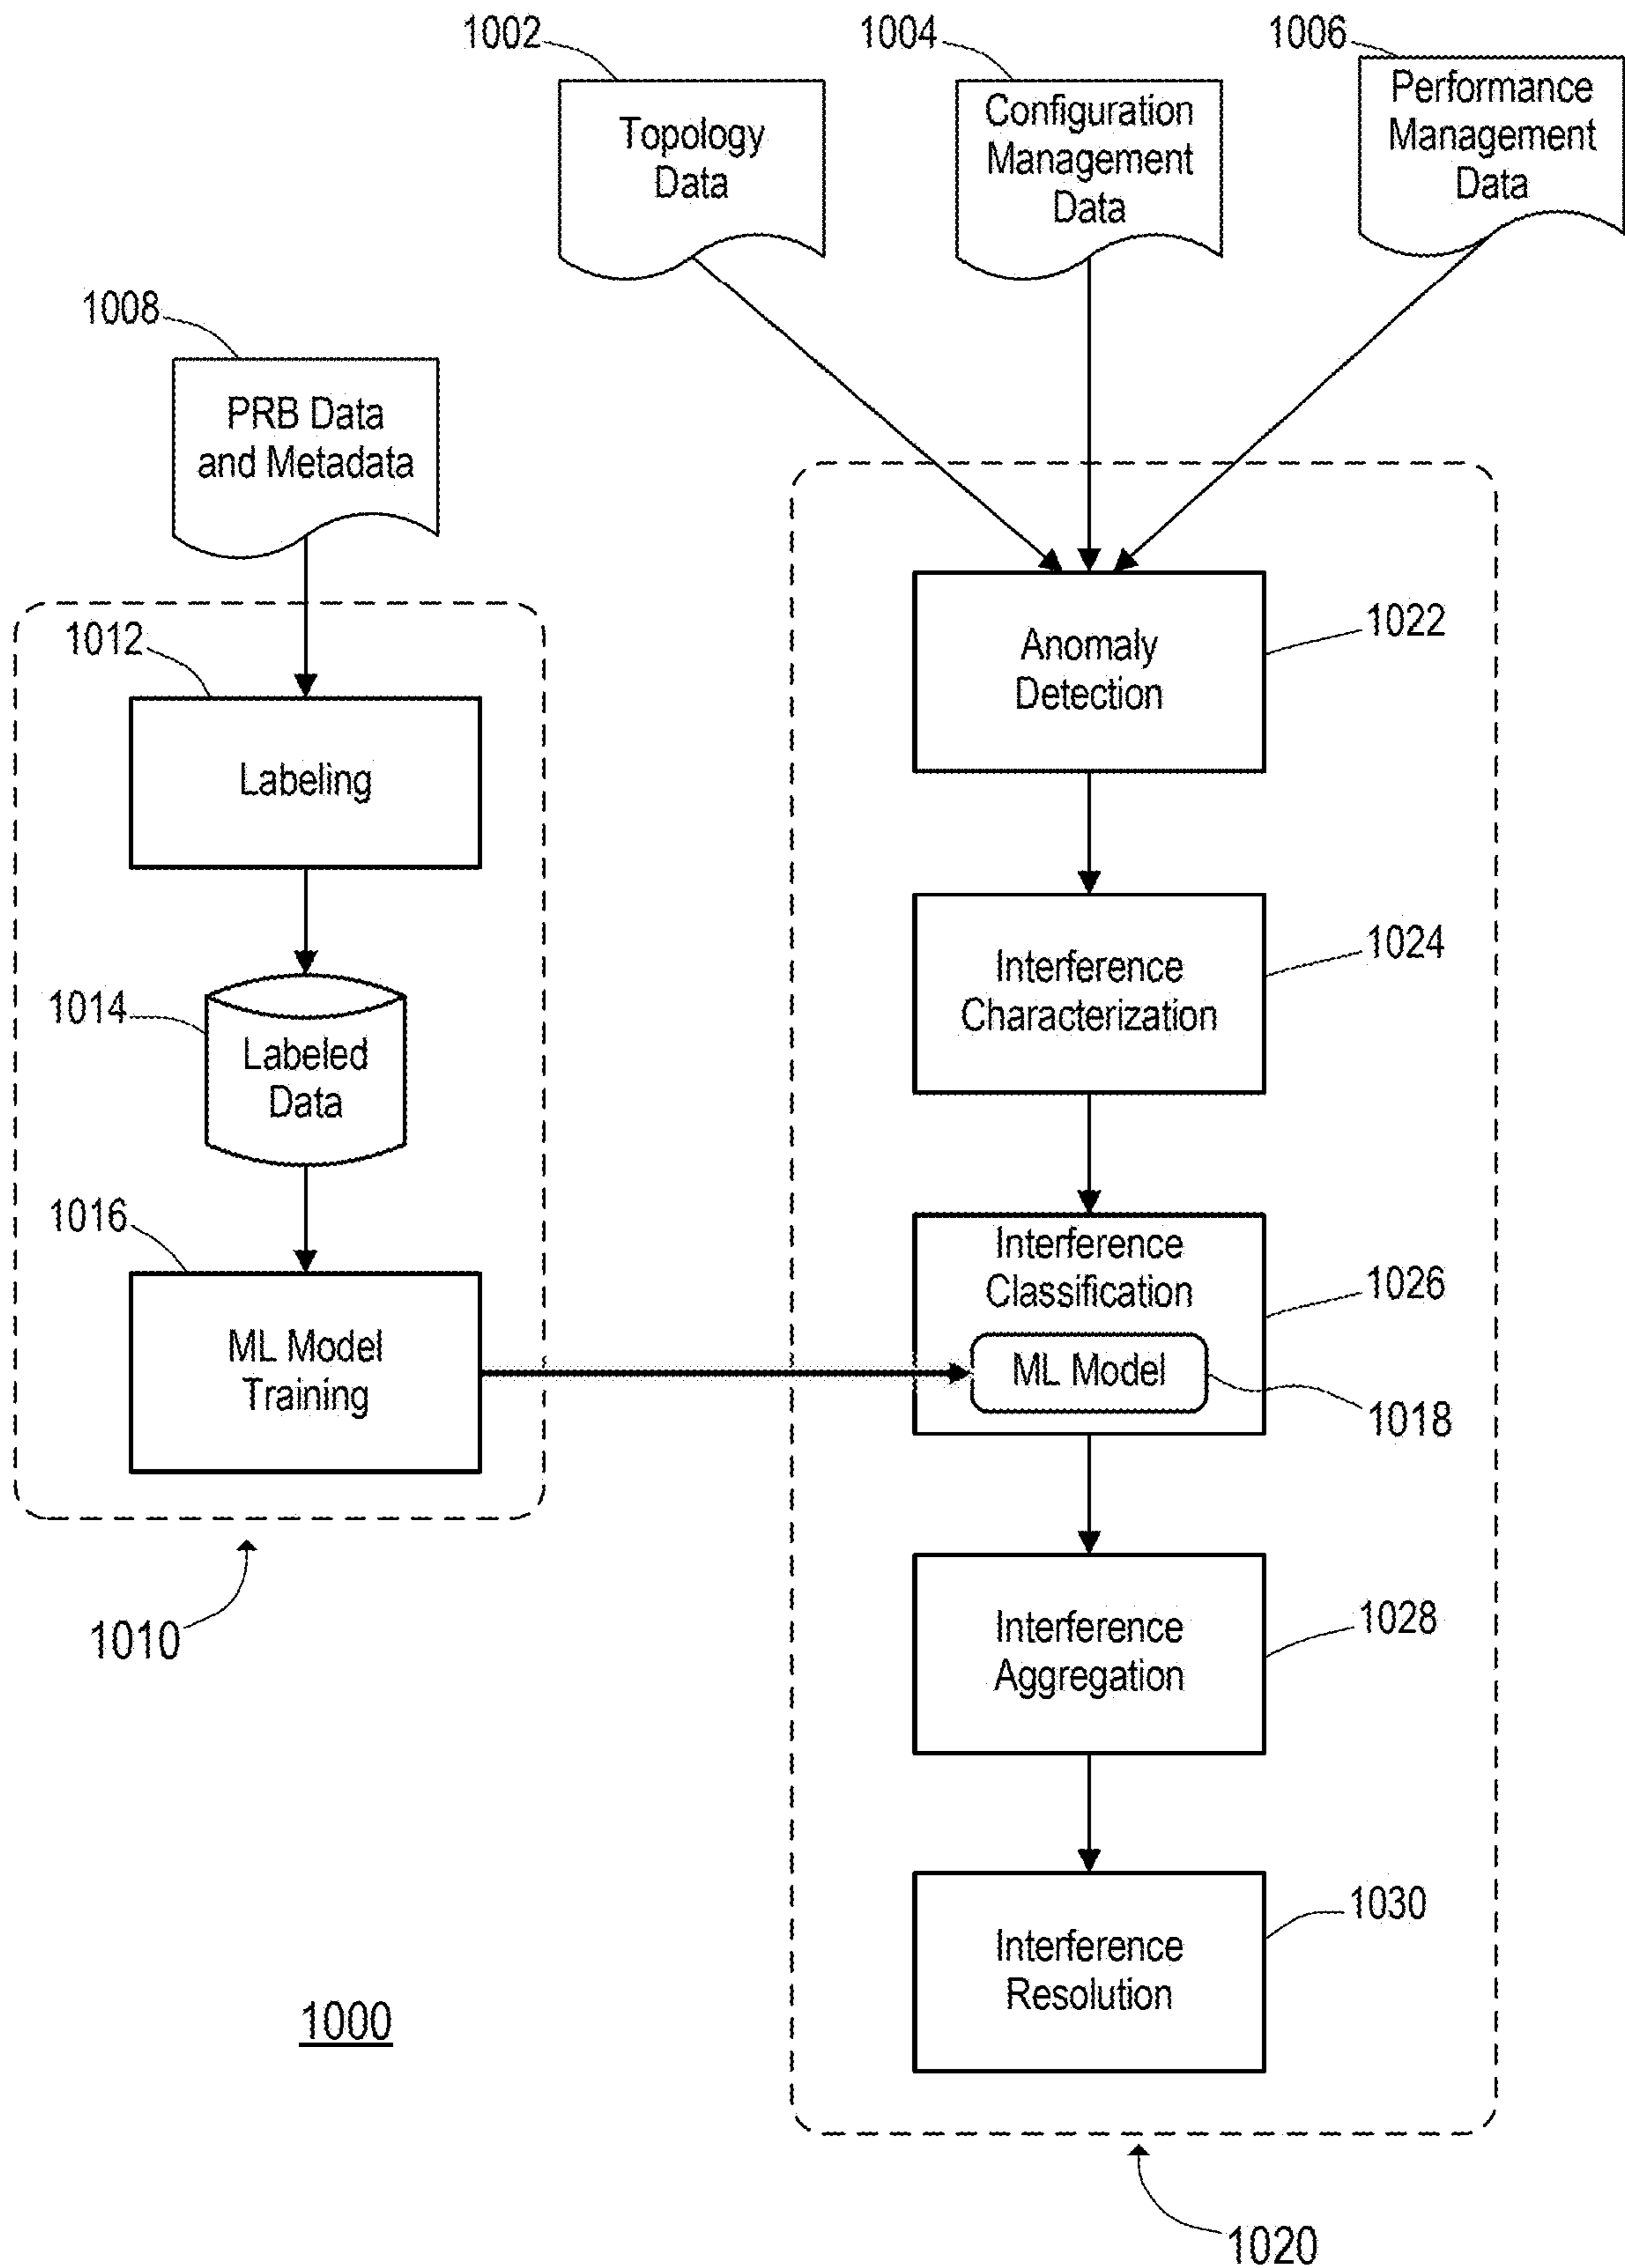 1002
1004
1006
Topology
Data
Configuration
Management
Data
Performance
Management
Data
1008
PRB Data
and Metadata
1012
Labeling
1014
Labeled
Data
1016
ML Model
Training
1010
Anomaly
Detection
1022
Interference
Characterization
1024
Interference
Classification
1026
ML Model
1018
Interference
Aggregation
1028
Interference
Resolution
1030
1000
1020